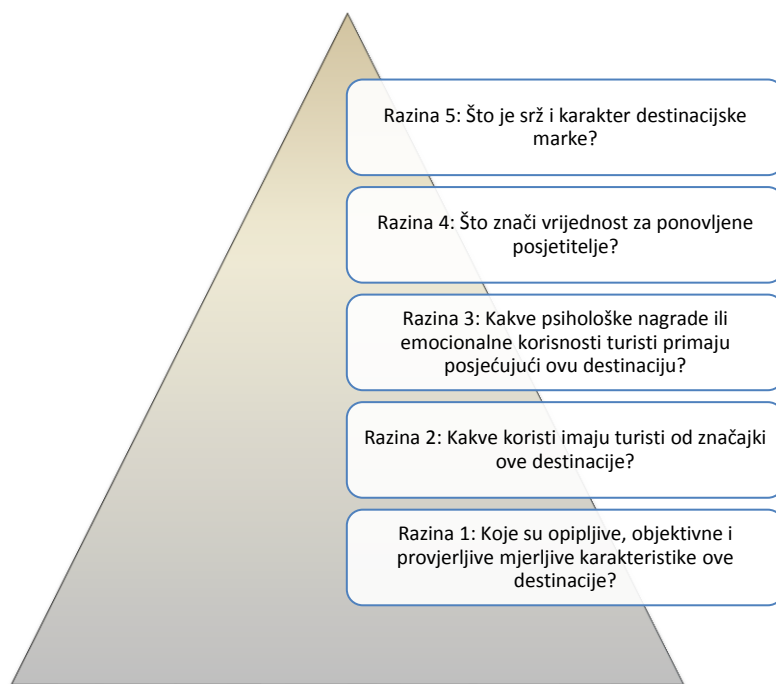 Razina 5: Što je srž i karakter destinacijske
marke?
Razina 4: Što znači vrijednost za ponovljene
posjetitelje?
Razina 3: Kakve psihološke nagrade ili
emocionalne korisnosti turisti primaju
posjećujući ovu destinaciju?
Razina 2: Kakve koristi imaju turisti od značajki
ove destinacije?
Razina 1: Koje su opipljive, objektivne i
provjerljive mjerljive karakteristike ove
destinacije?